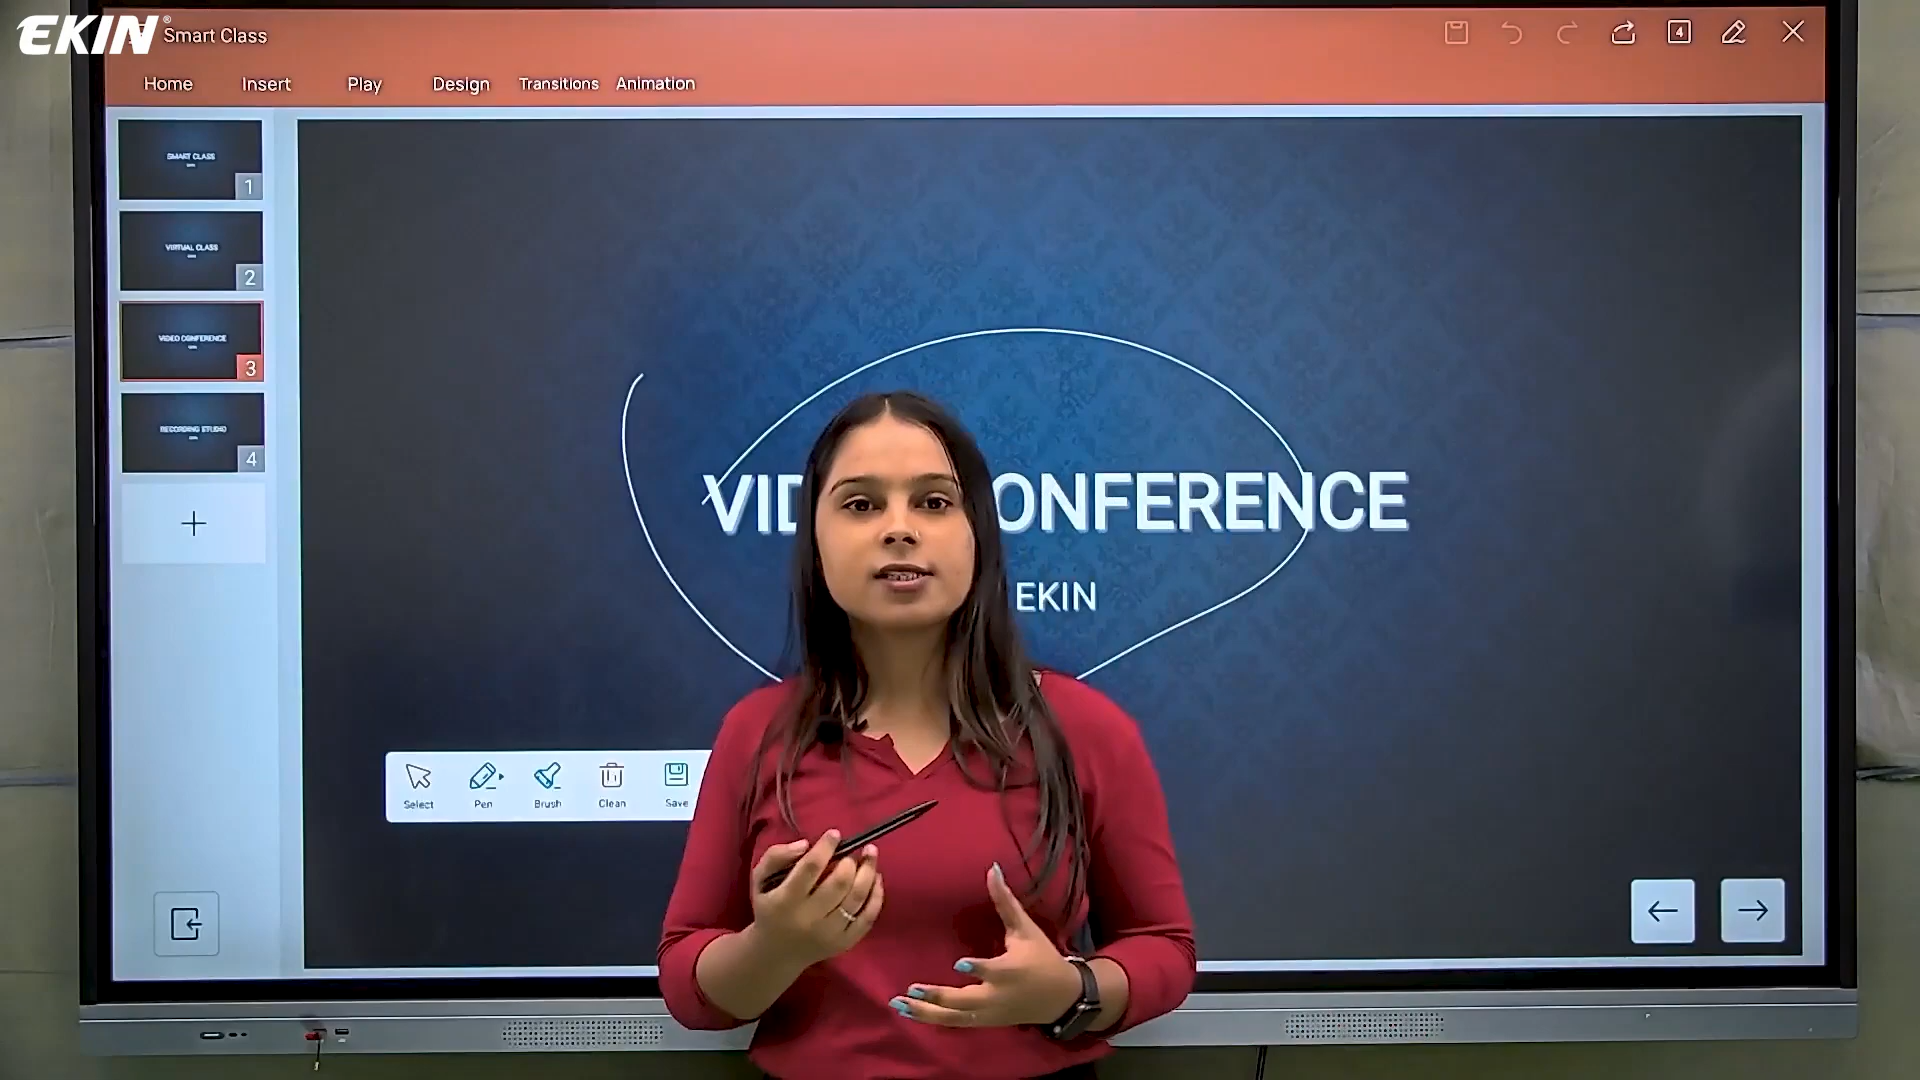 EKIN®
Smart Class
4
Home Insert Play Design Transitions Animation
SMART CLASS
1
VIRTUAL CLASS
2
VIDEO CONFERENCE
3
RECORDING STUDIO
4
VID ONFERENCE
EKIN
Select Pen Brush Clean Save